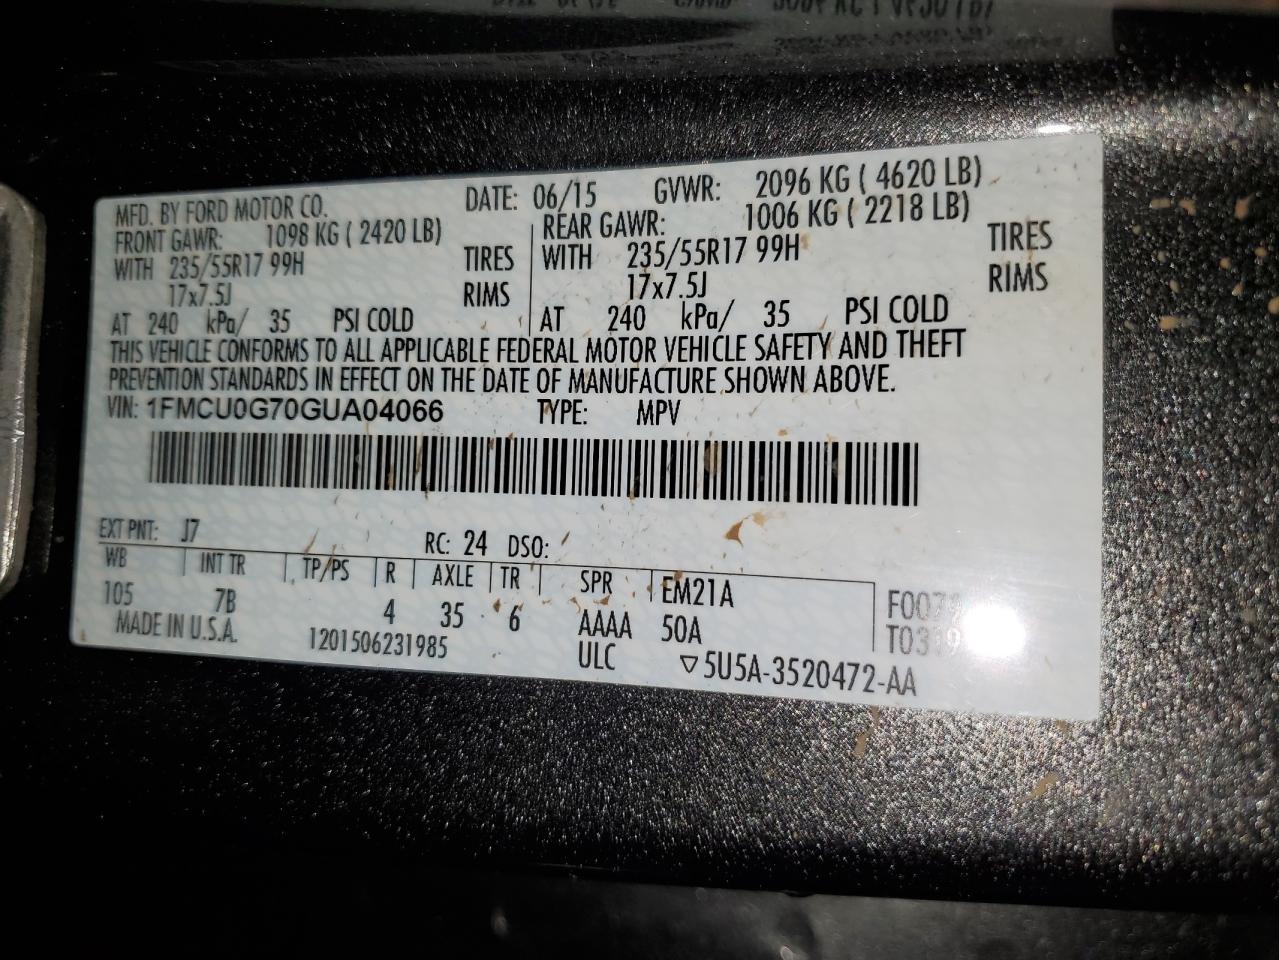 MFD. BY FORD MOTOR CO. DATE: 06/15 GVWR: 2096 KG ( 4620 LB)
FRONT GAWR: 1098 KG ( 2420 LB) REAR GAWR: 1006 KG ( 2218 LB)
WITH 235/55R17 99H TIRES WITH 235/55R17 99H TIRES
17x7.5J RIMS 17x7.5J RIMS
AT 240 kPa/ 35 PSI COLD AT 240 kPa/ 35 PSI COLD
THIS VEHICLE CONFORMS TO ALL APPLICABLE FEDERAL MOTOR VEHICLE SAFETY AND THEFT
PREVENTION STANDARDS IN EFFECT ON THE DATE OF MANUFACTURE SHOWN ABOVE.
VIN: 1FMCU0G70GUA04066 TYPE: MPV
EXT PNT: J7 RC: 24 DSO:
WB INT TR TP/PS R AXLE TR SPR EM21A
105 7B 4 35 6 AAAA 50A
MADE IN U.S.A. 1201506231985 ULC ▽5U5A-3520472-AA